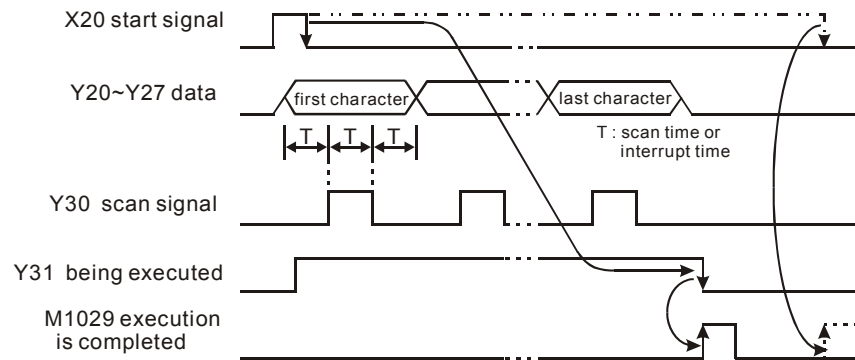 X20 start signal
Y20~Y27 data
first character
last character
T
T
T
T : scan time or
interrupt time
Y30 scan signal
Y31 being executed
M1029 execution
is completed